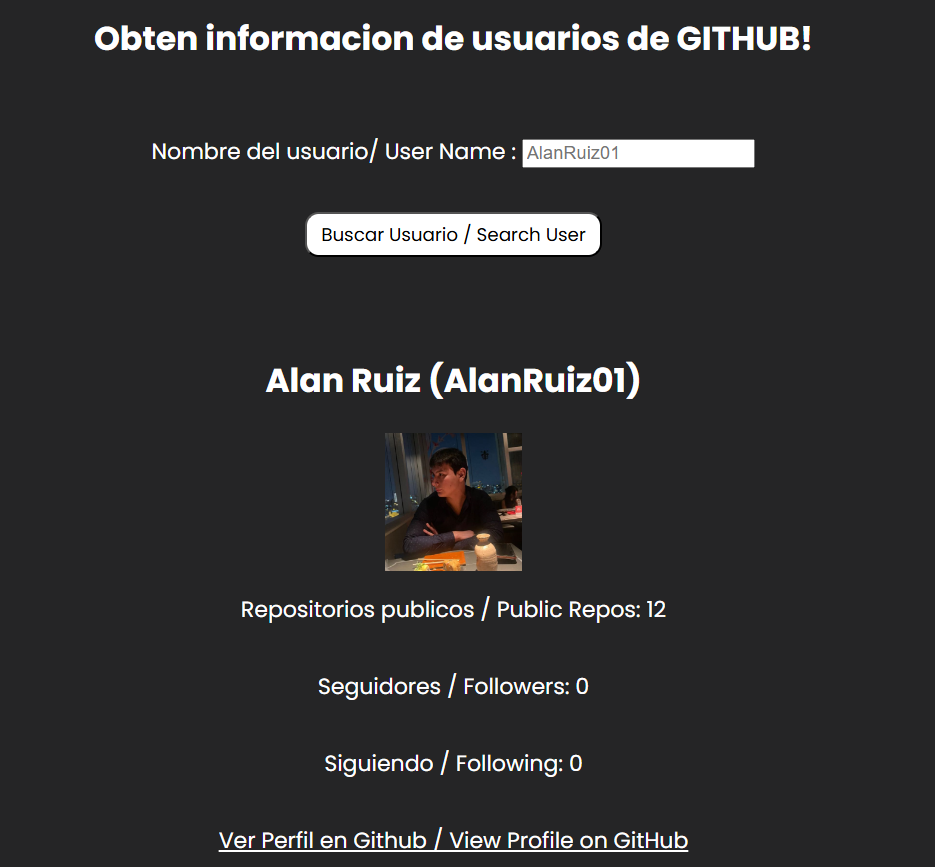 Obten informacion de usuarios de GITHUB!
Nombre del usuario/ User Name : AlanRuiz01
Buscar Usuario / Search User
Alan Ruiz (AlanRuiz01)
Repositorios publicos / Public Repos: 12
Seguidores / Followers: 0
Siguiendo / Following: 0
Ver Perfil en Github / View Profile on GitHub